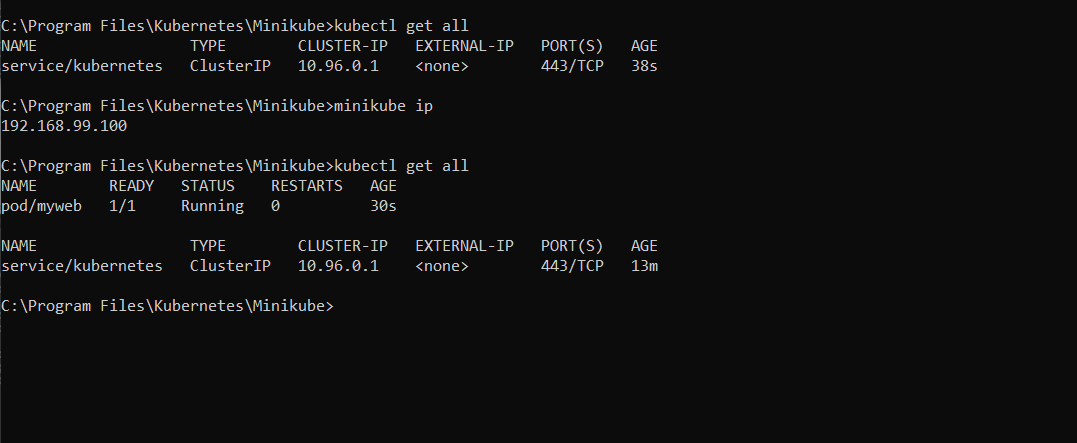 C:\Program Files\Kubernetes\Minikube>kubectl get all
NAME                 TYPE        CLUSTER-IP   EXTERNAL-IP   PORT(S)   AGE
service/kubernetes   ClusterIP   10.96.0.1    <none>        443/TCP   38s
C:\Program Files\Kubernetes\Minikube>minikube ip
192.168.99.100
C:\Program Files\Kubernetes\Minikube>kubectl get all
NAME        READY   STATUS    RESTARTS   AGE
pod/myweb   1/1     Running   0          30s
NAME                 TYPE        CLUSTER-IP   EXTERNAL-IP   PORT(S)   AGE
service/kubernetes   ClusterIP   10.96.0.1    <none>        443/TCP   13m
C:\Program Files\Kubernetes\Minikube>